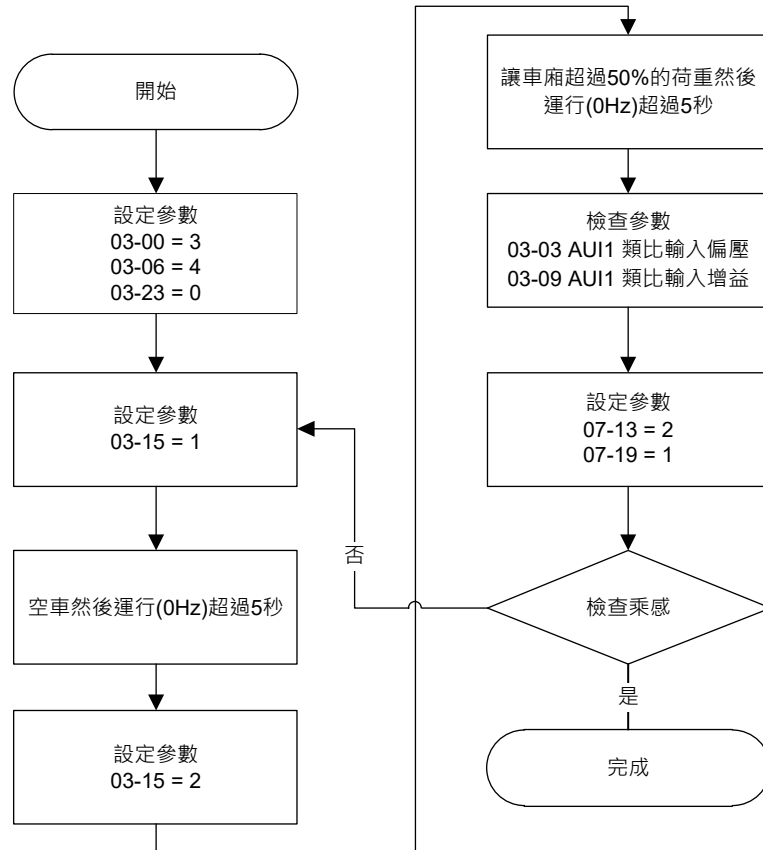 開始
設定參數
03-00 = 3
03-06 = 4
03-23 = 0
設定參數
03-15 = 1
空車然後運行(0Hz)超過5秒
設定參數
03-15 = 2
讓車廂超過50%的荷重然後
運行(0Hz)超過5秒
檢查參數
03-03 AUI1 類比輸入偏壓
03-09 AUI1 類比輸入增益
設定參數
07-13 = 2
07-19 = 1
檢查乘感
否
是
完成